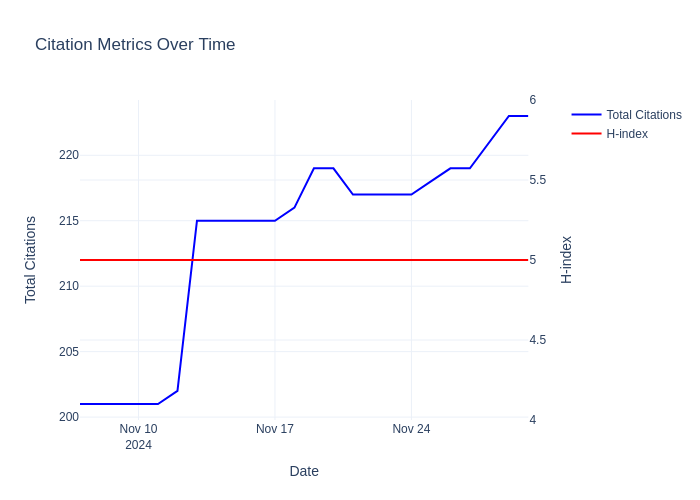 Citation Metrics Over Time
Total Citations
H-index
220
215
210
205
200
6
5.5
5
4.5
4
Total Citations
H-index
Nov 10
2024
Nov 17
Nov 24
Date